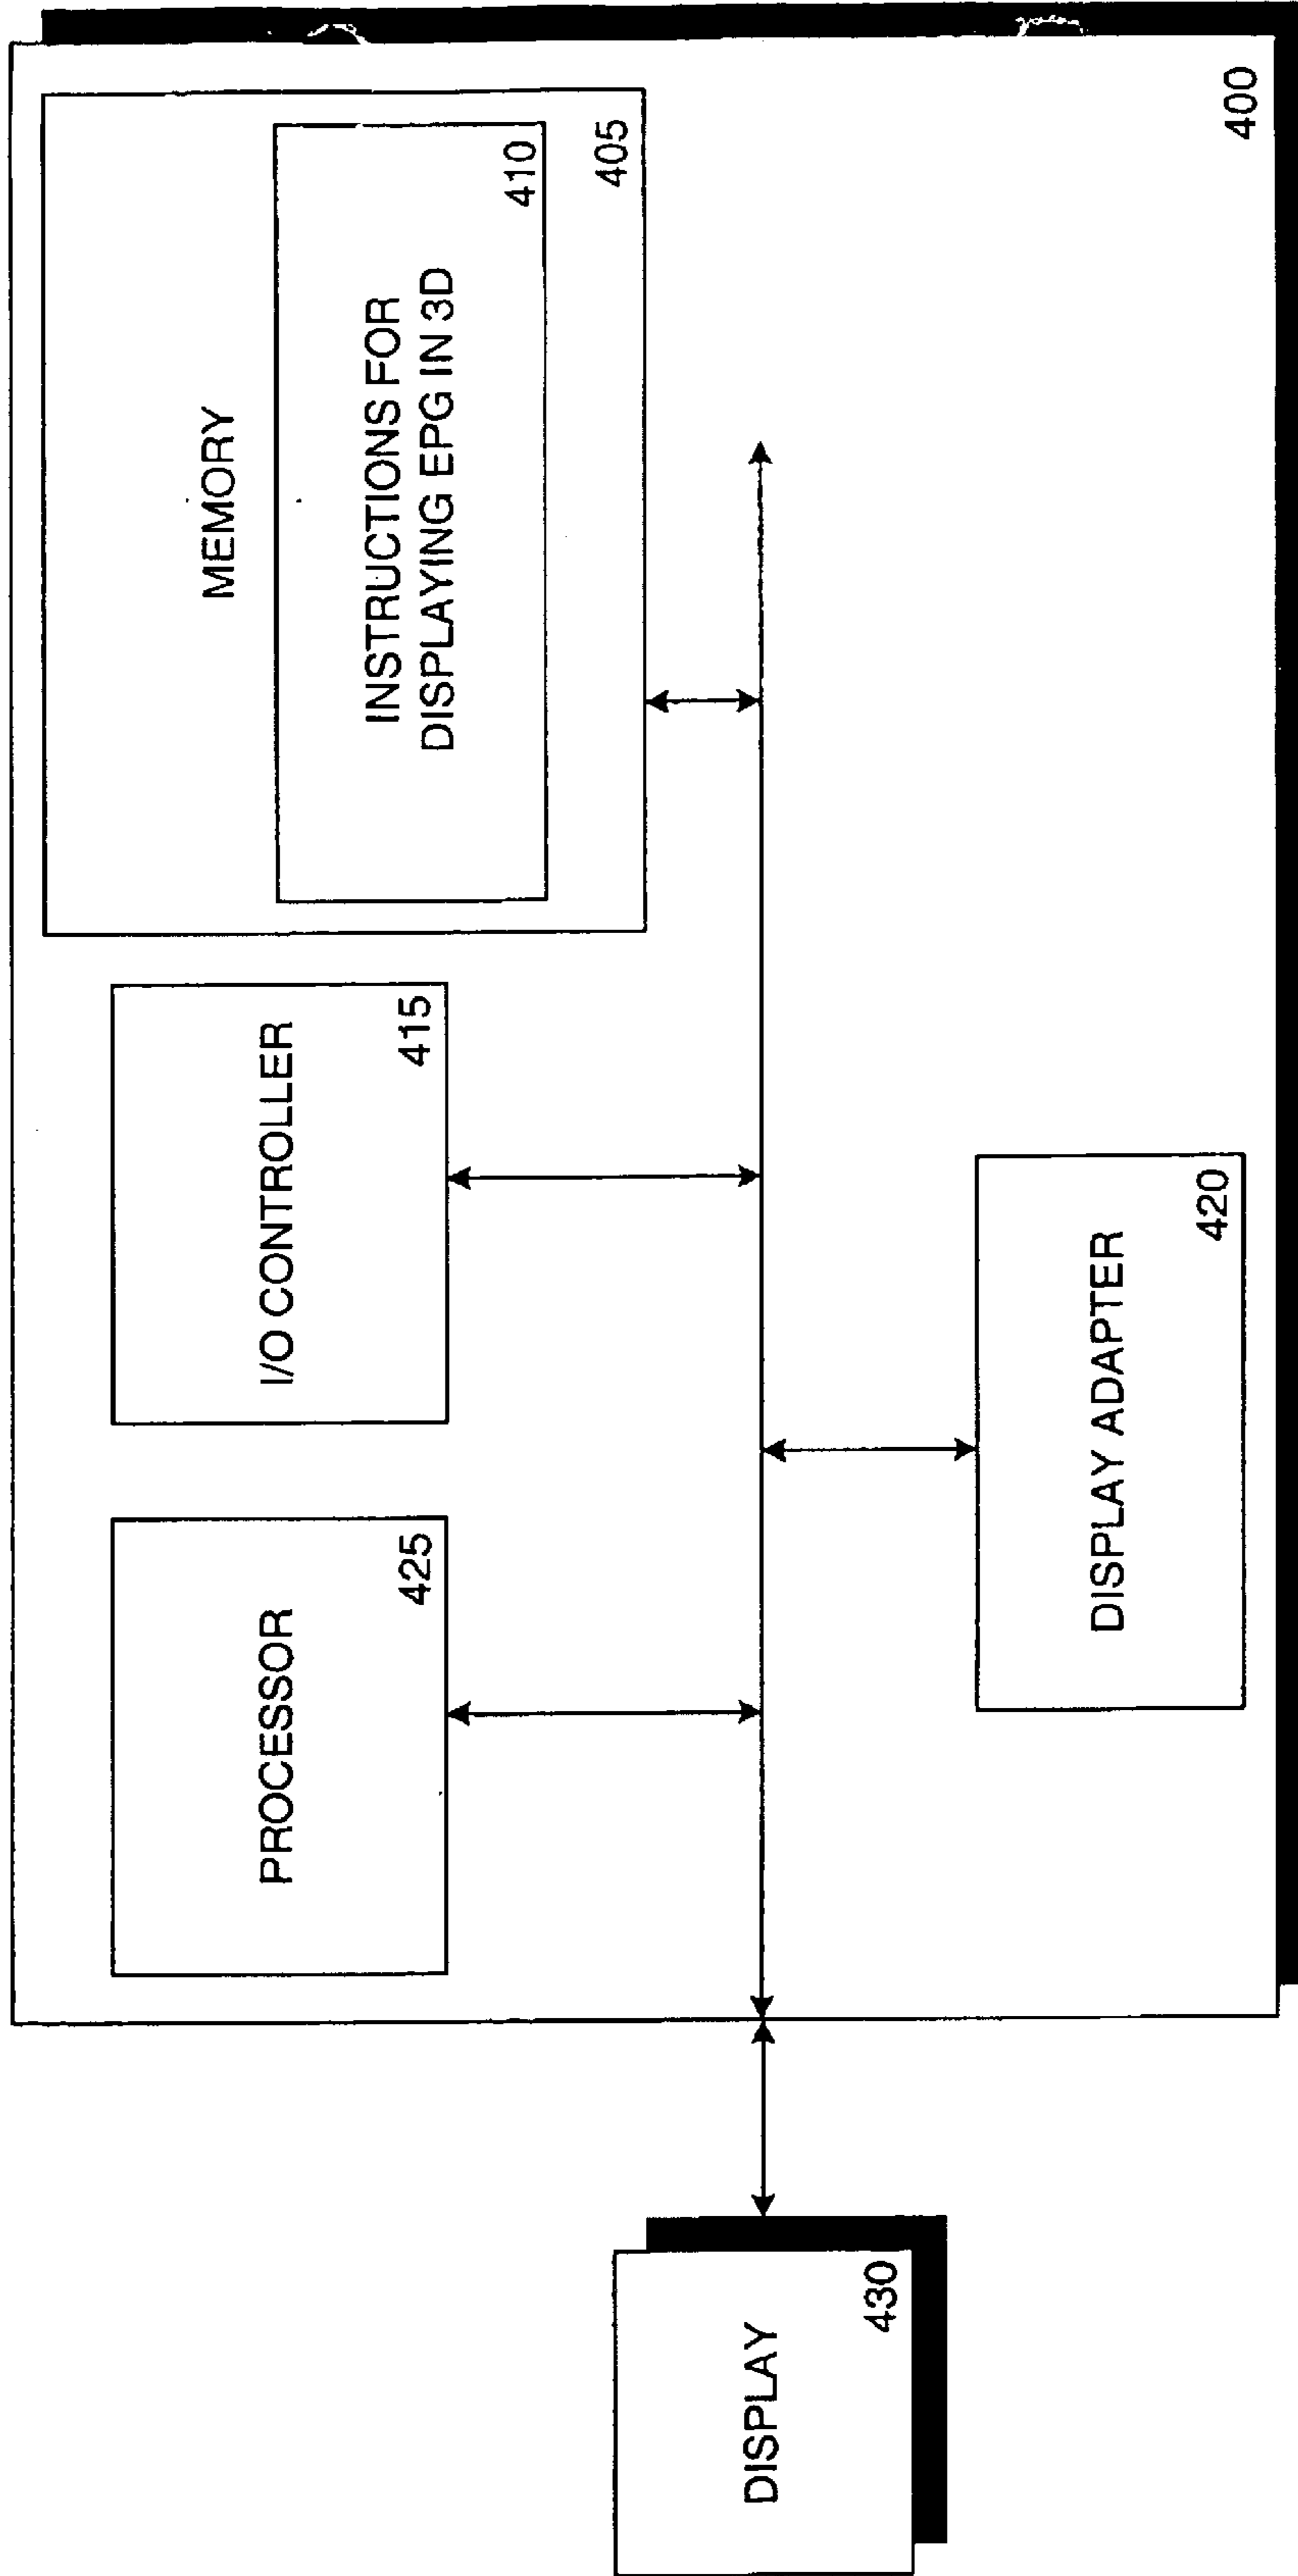 MEMORY
INSTRUCTIONS FOR
DISPLAYING EPG IN 3D
410
405
I/O CONTROLLER
415
PROCESSOR
425
DISPLAY ADAPTER
420
400
DISPLAY
430